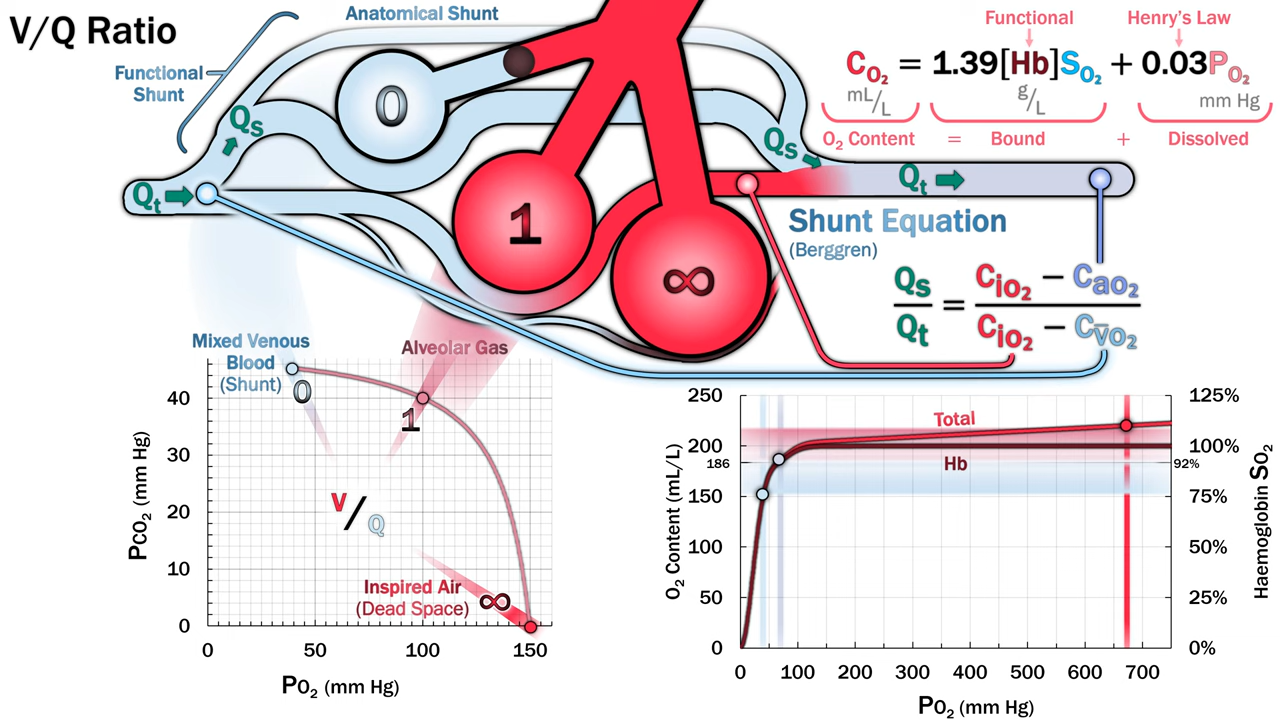 V/Q Ratio
Anatomical Shunt
Functional
Shunt
0
1
∞
Qs
Qt
Qs
Qt
Functional
Henry's Law
CO₂ = 1.39[Hb]SO₂ + 0.03PO₂
mL/L
g/L
mm Hg
O₂ Content = Bound + Dissolved
Shunt Equation
(Berggren)
Qs/Qt = CiO₂ − CaO₂ / CiO₂ − Cv̅O₂
Mixed Venous
Blood
(Shunt)
0
Alveolar Gas
1
V/Q
Inspired Air
(Dead Space)
∞
40
30
20
10
0
PCO₂ (mm Hg)
0 50 100 150
PO₂ (mm Hg)
250
200
186
150
100
50
0
O₂ Content (mL/L)
Total
Hb
125%
100%
92%
75%
50%
25%
0%
Haemoglobin SO₂
0 100 200 300 400 500 600 700
PO₂ (mm Hg)